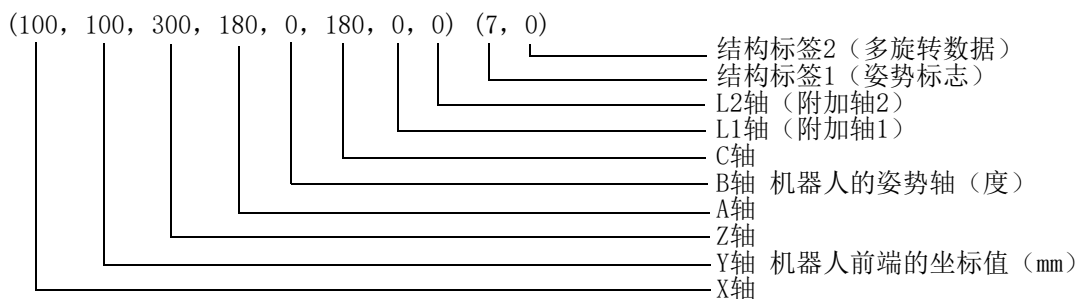 (100, 100, 300, 180, 0, 180, 0, 0) (7, 0)
结构标签2（多旋转数据）
结构标签1（姿势标志）
L2轴（附加轴2）
L1轴（附加轴1）
C轴
B轴 机器人的姿势轴（度）
A轴
Z轴
Y轴 机器人前端的坐标值（mm）
X轴